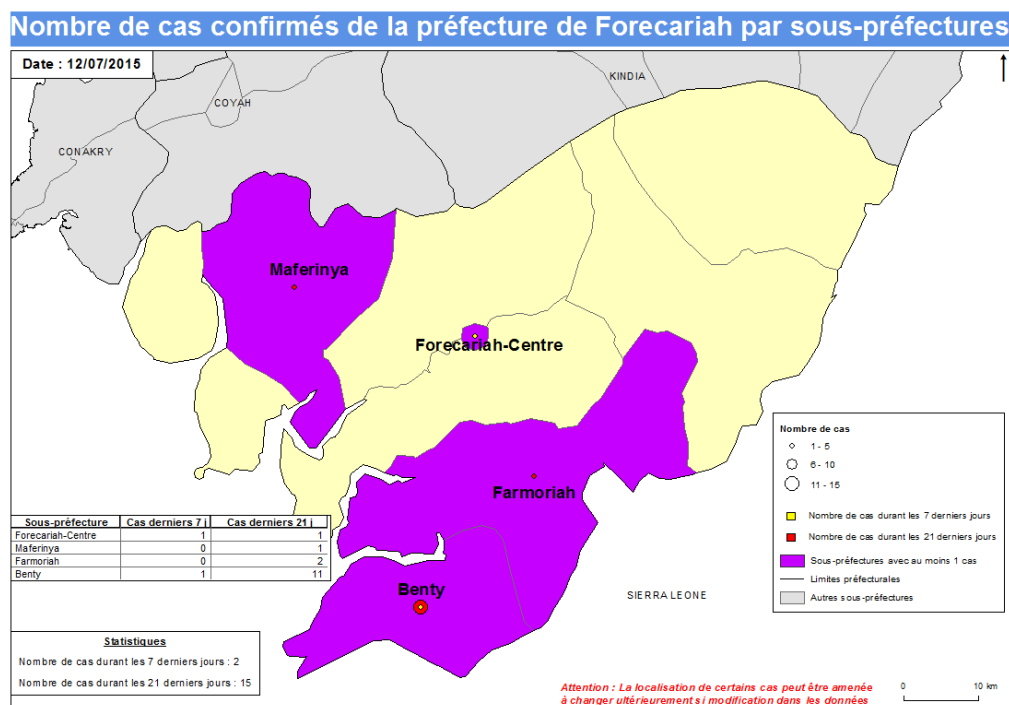 Nombre de cas confirmés de la préfecture de Forecariah par sous-préfectures
Date : 12/07/2015
KINDIA
COYAH
CONAKRY
Maferinya
Forecariah-Centre
Farmoriah
Benty
SIERRA LEONE
Nombre de cas
1 - 5
6 - 10
11 - 15
Nombre de cas durant les 7 derniers jours
Nombre de cas durant les 21 derniers jours
Sous-préfectures avec au moins 1 cas
Limites préfecturales
Autres sous-préfectures
Sous-préfecture Cas derniers 7 j Cas derniers 21 j
Forecariah-Centre 1 1
Maferinya 0 1
Farmoriah 0 2
Benty 1 11
Statistiques
Nombre de cas durant les 7 derniers jours : 2
Nombre de cas durant les 21 derniers jours : 15
Attention : La localisation de certains cas peut être amenée
à changer ultérieurement si modification dans les données
0 10 km